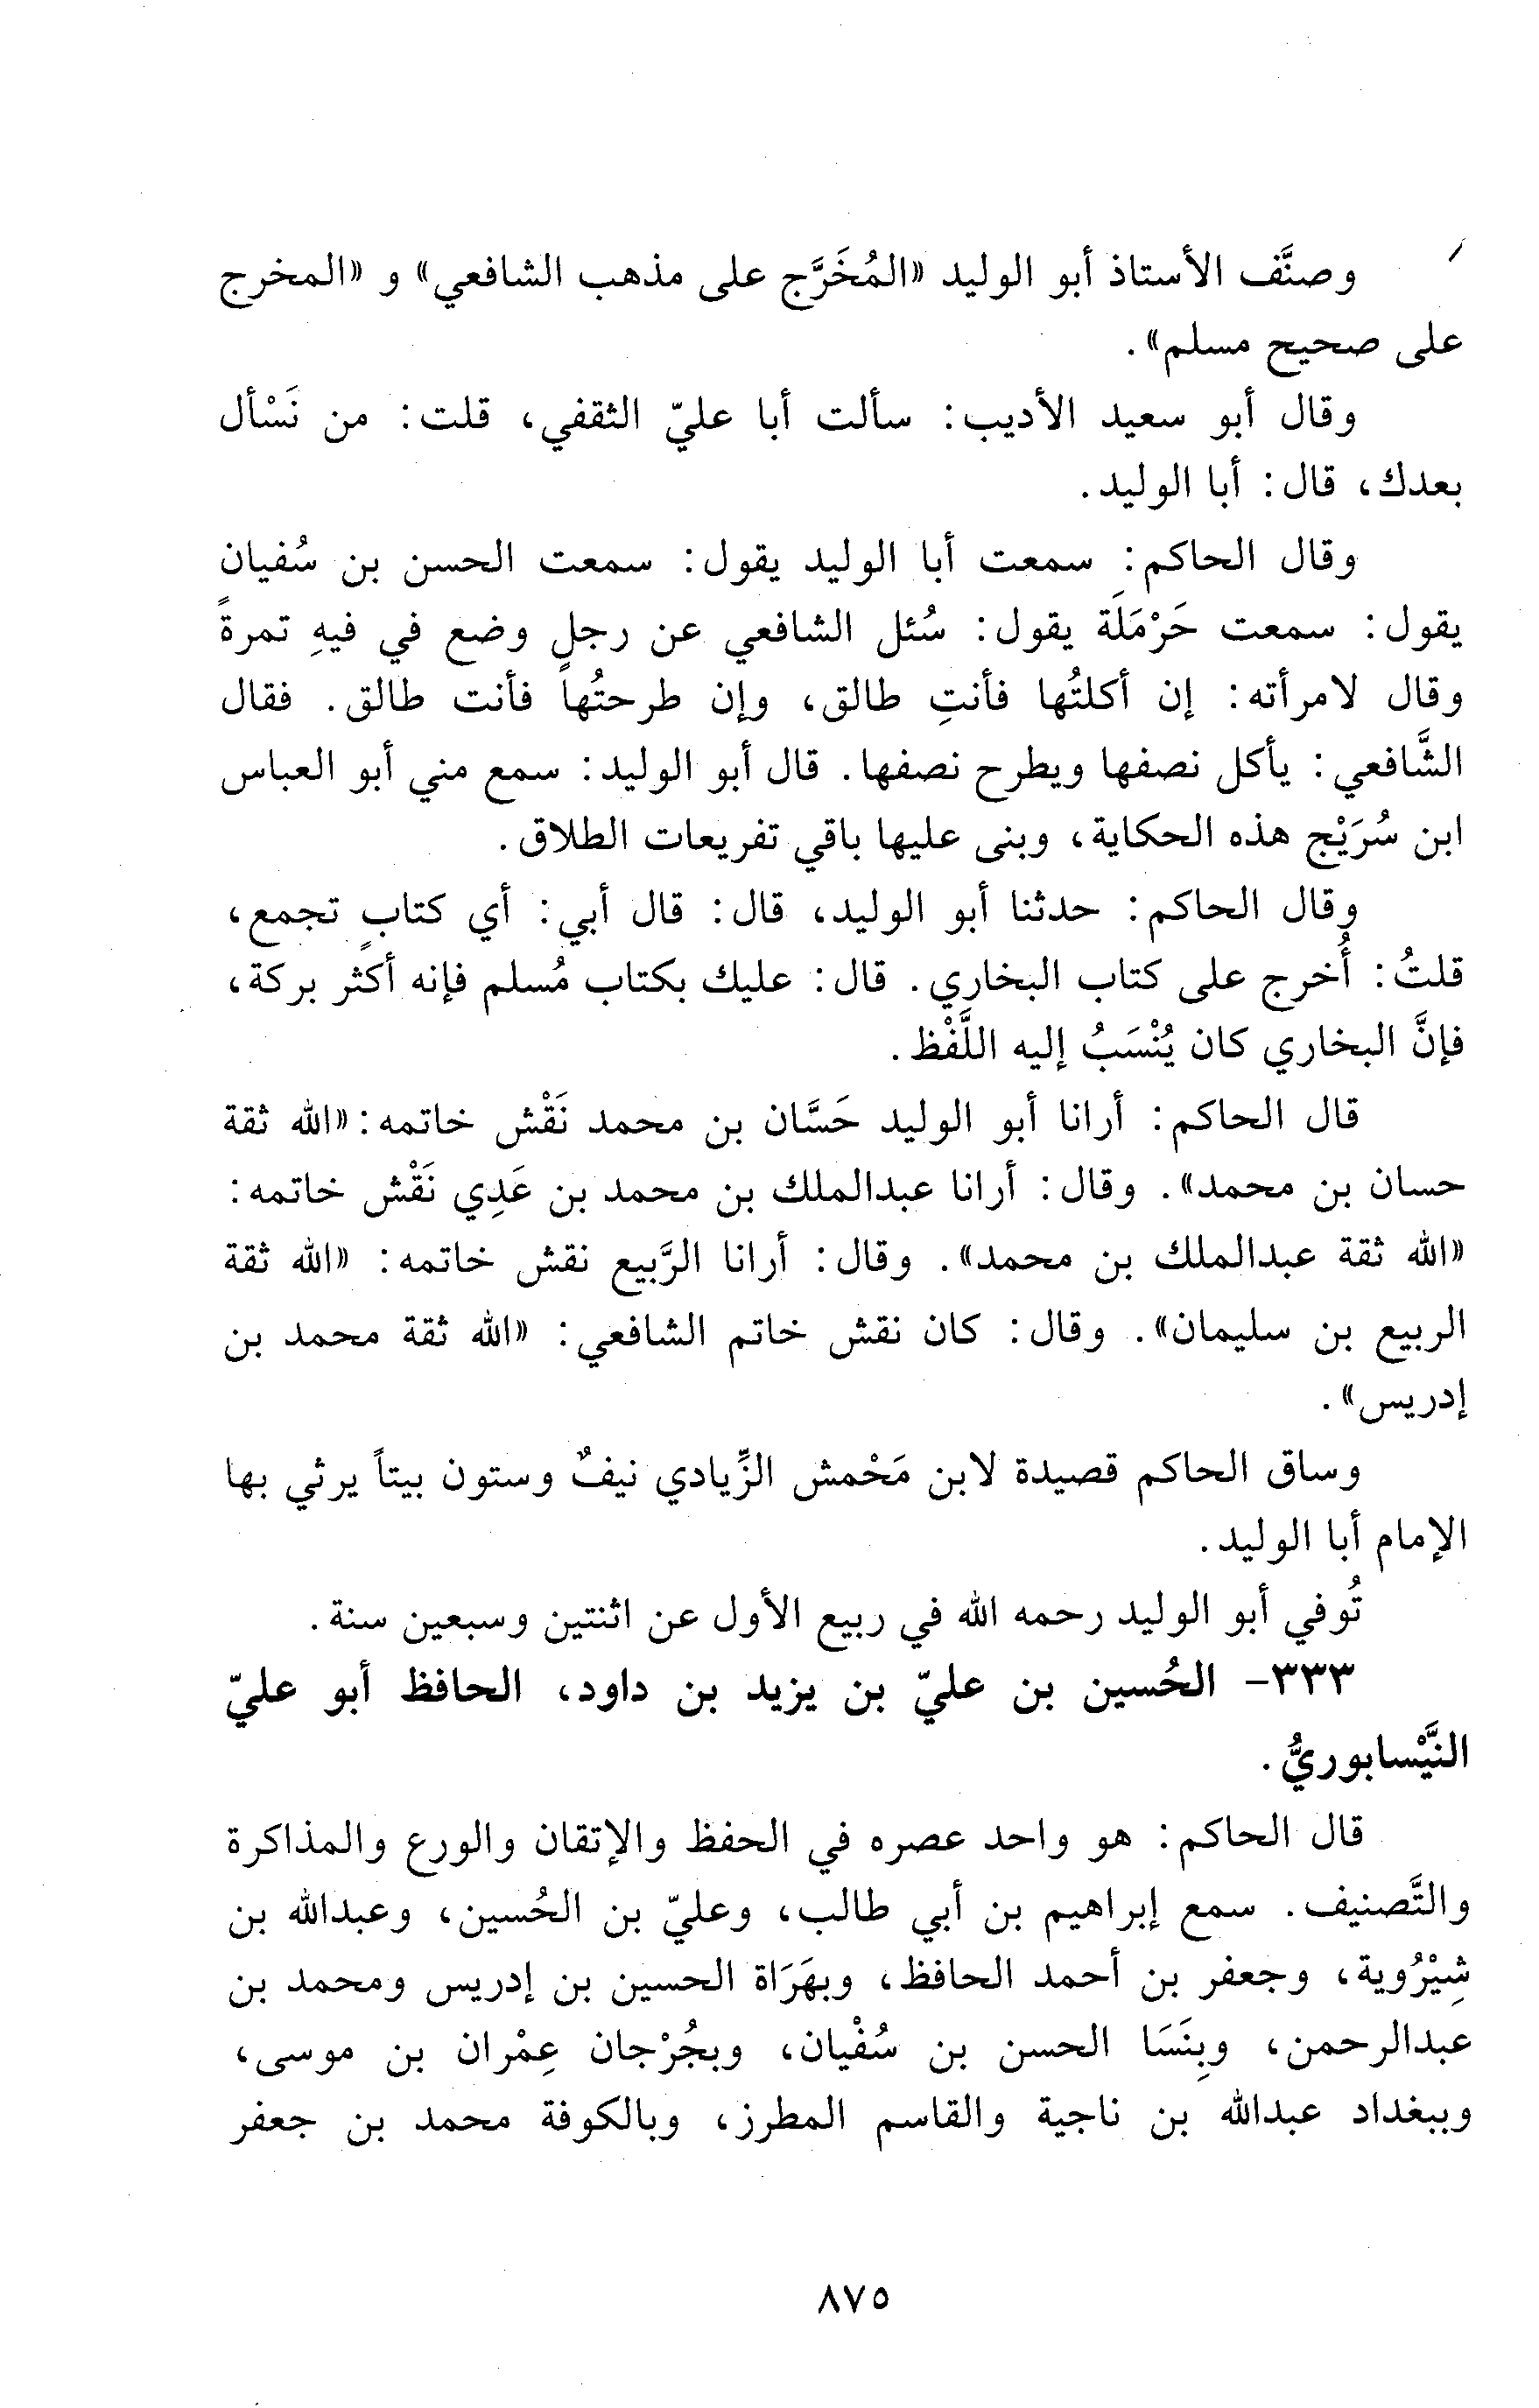 وصنَّف الأستاذ أبو الوليد «المُخَرَّج على مذهب الشافعي» و «المخرج
على صحيح مسلم».
وقال أبو سعيد الأديب: سألت أبا عليّ الثقفي، قلت: من نَسْأل
بعدك، قال: أبا الوليد.
وقال الحاكم: سمعت أبا الوليد يقول: سمعت الحسن بن سُفيان
يقول: سمعت حَرْمَلَة يقول: سُئل الشافعي عن رجلٍ وضع في فيهِ تمرةً
وقال لامرأته: إن أكلتُها فأنتِ طالق، وإن طرحتُها فأنت طالق. فقال
الشَّافعي: يأكل نصفها ويطرح نصفها. قال أبو الوليد: سمع مني أبو العباس
ابن سُرَيْج هذه الحكاية، وبنى عليها باقي تفريعات الطلاق.
وقال الحاكم: حدثنا أبو الوليد، قال: قال أبي: أي كتابٍ تجمع،
قلتُ: أُخرج على كتاب البخاري. قال: عليك بكتاب مُسلم فإنه أكثر بركة،
فإنَّ البخاري كان يُنْسَبُ إليه اللَّفْظ.
قال الحاكم: أرانا أبو الوليد حَسَّان بن محمد نَقْش خاتمه: «الله ثقة
حسان بن محمد». وقال: أرانا عبدالملك بن محمد بن عَدِي نَقْش خاتمه:
«الله ثقة عبدالملك بن محمد». وقال: أرانا الرَّبيع نقش خاتمه: «الله ثقة
الربيع بن سليمان». وقال: كان نقش خاتم الشافعي: «الله ثقة محمد بن
إدريس».
وساق الحاكم قصيدة لابن مَحْمش الزِّيادي نيفٌ وستون بيتاً يرثي بها
الإمام أبا الوليد.
تُوفي أبو الوليد رحمه الله في ربيع الأول عن اثنتين وسبعين سنة.
٣٣٣- الحُسين بن عليّ بن يزيد بن داود، الحافظ أبو عليّ
النَّيْسابوريُّ.
قال الحاكم: هو واحد عصره في الحفظ والإتقان والورع والمذاكرة
والتَّصنيف. سمع إبراهيم بن أبي طالب، وعليّ بن الحُسين، وعبدالله بن
شِيْرُوية، وجعفر بن أحمد الحافظ، وبهَرَاة الحسين بن إدريس ومحمد بن
عبدالرحمن، وبِنَسَا الحسن بن سُفْيان، وبجُرْجان عِمْران بن موسى،
وببغداد عبدالله بن ناجية والقاسم المطرز، وبالكوفة محمد بن جعفر
٨٧٥